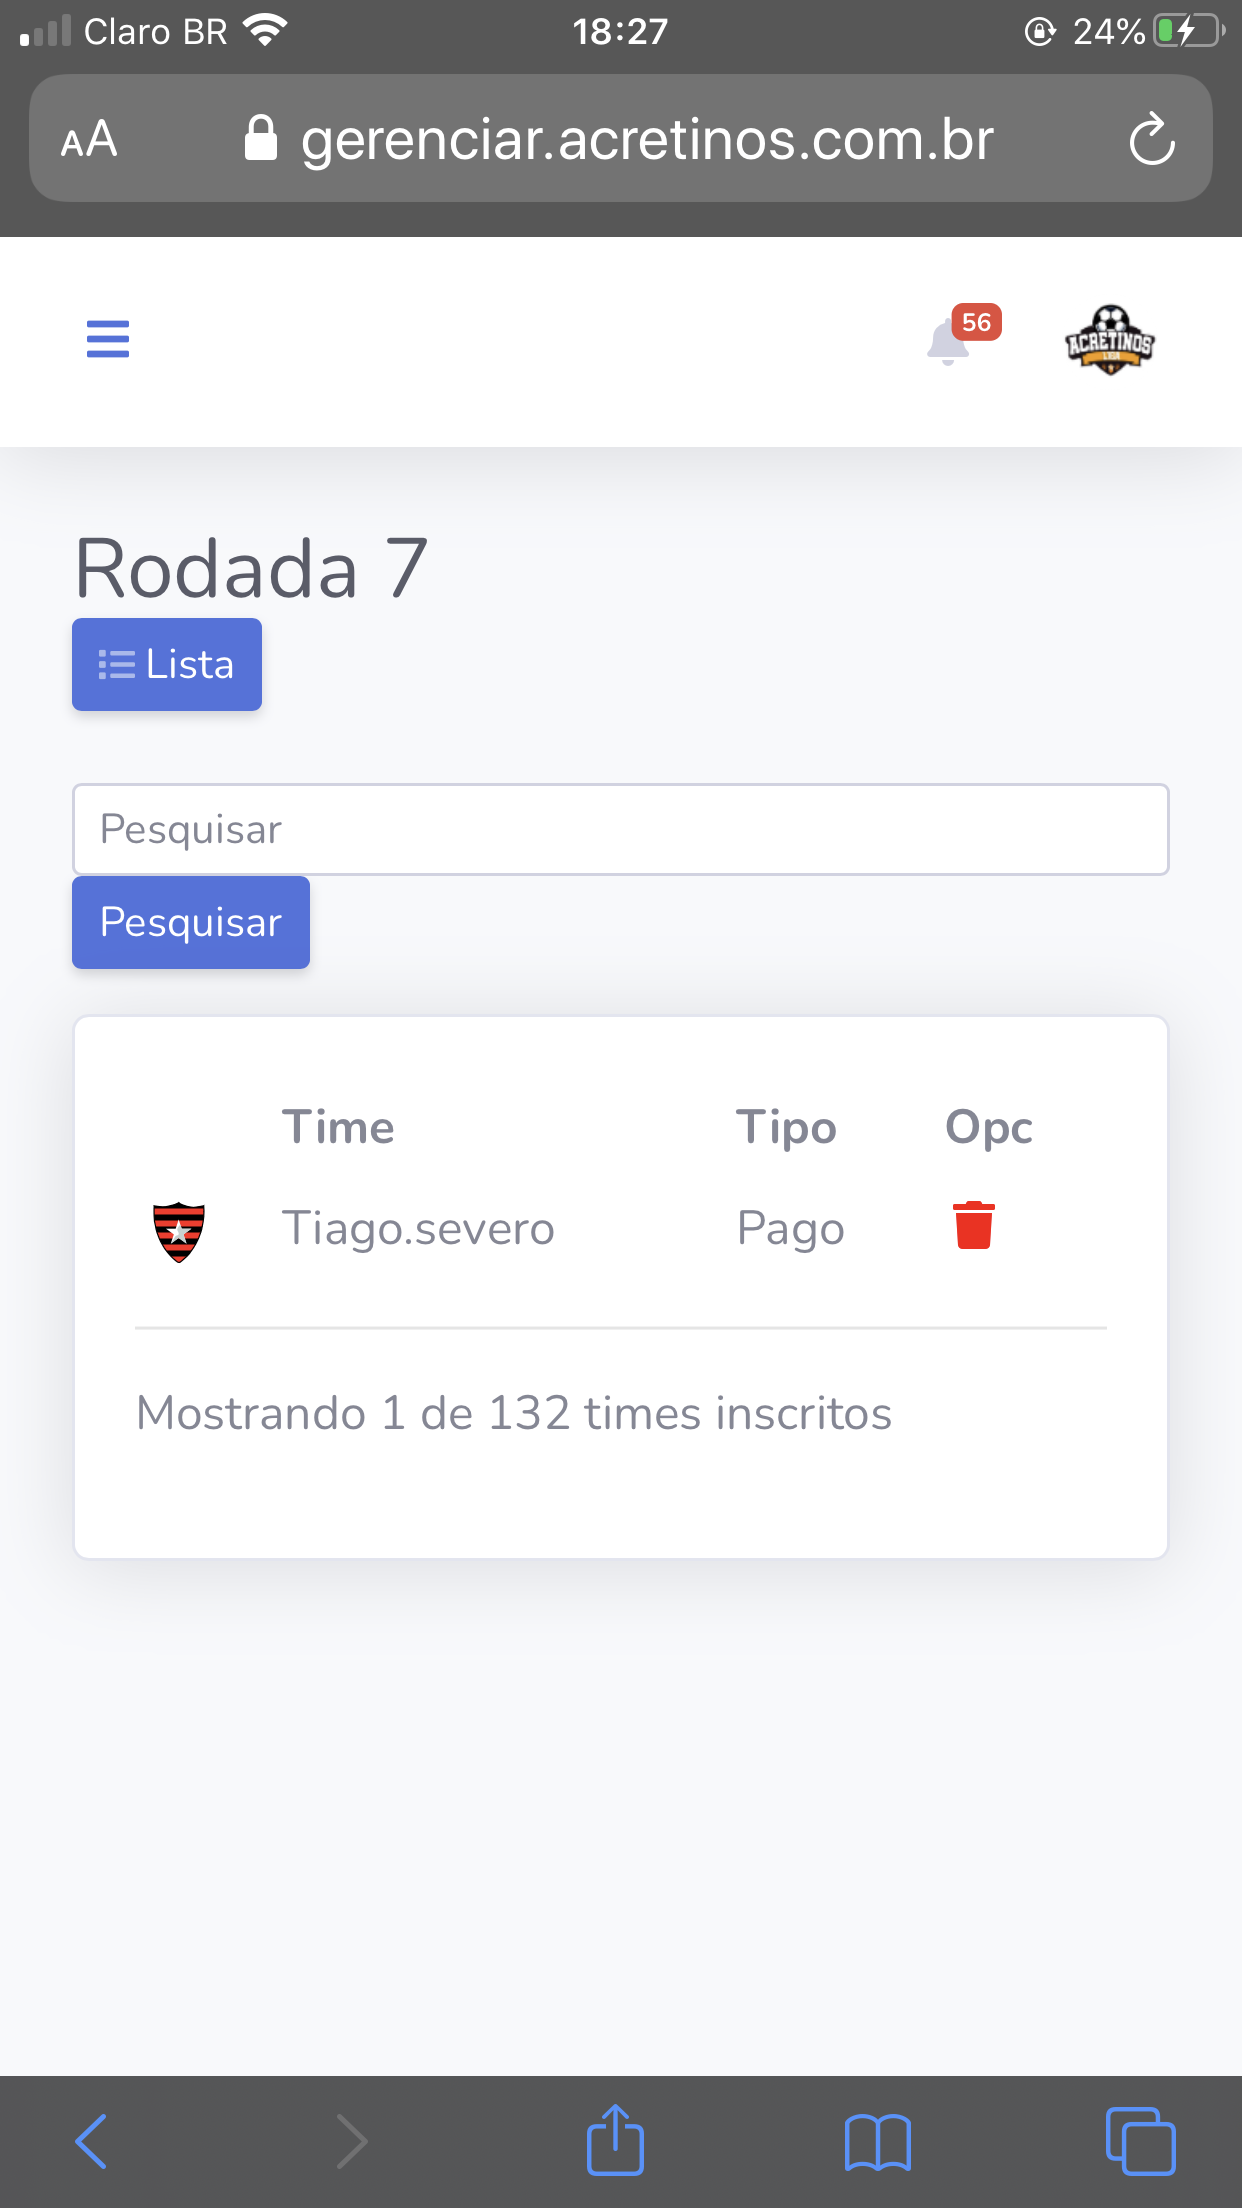 Claro BR 18:27 24%
AA gerenciar.acretinos.com.br
56
ACRETINOS
LIGA
Rodada 7
Lista
Pesquisar
Pesquisar
Time Tipo Opc
Tiago.severo Pago
Mostrando 1 de 132 times inscritos